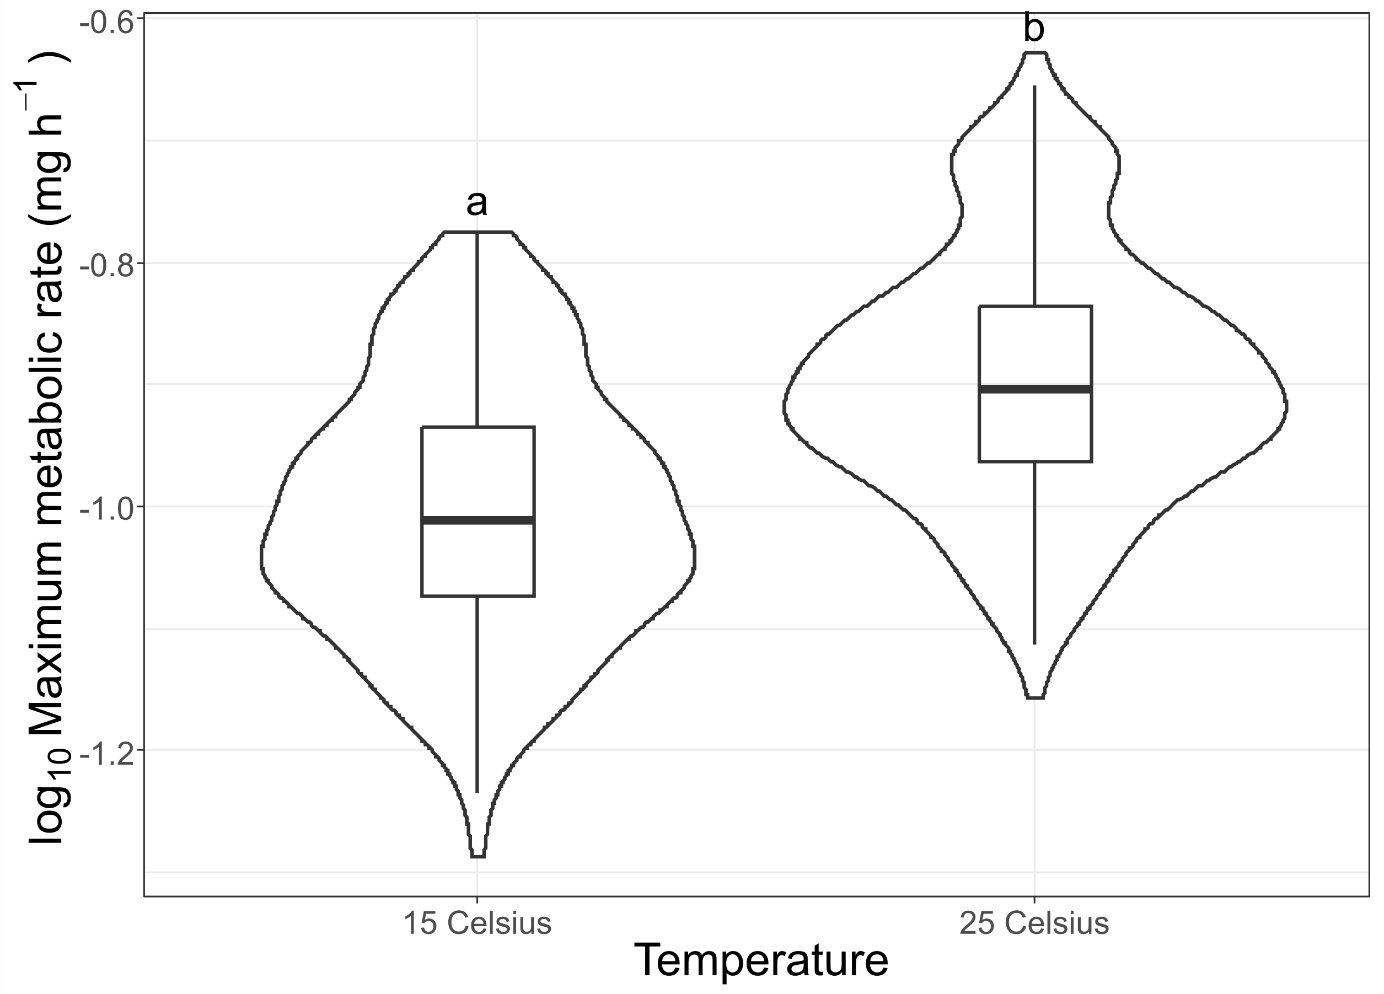 log₁₀ Maximum metabolic rate (mg h⁻¹)
-0.6
-0.8
-1.0
-1.2
a
b
15 Celsius
25 Celsius
Temperature